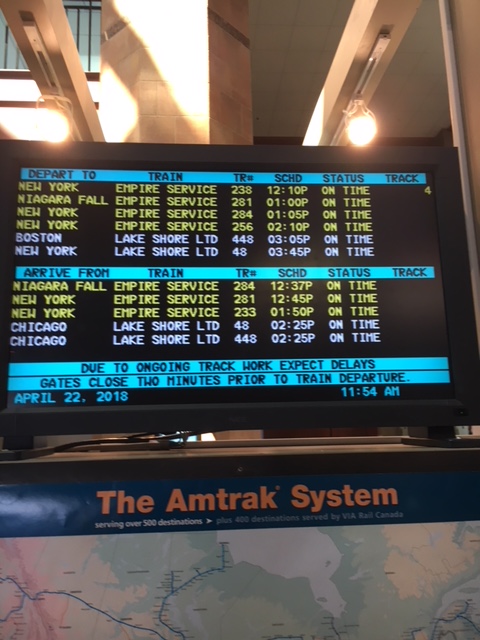 DEPART TO TRAIN TR# SCHD STATUS TRACK
NEW YORK EMPIRE SERVICE 238 12:10P ON TIME 4
NIAGARA FALL EMPIRE SERVICE 281 01:00P ON TIME
NEW YORK EMPIRE SERVICE 284 01:05P ON TIME
NEW YORK EMPIRE SERVICE 256 02:10P ON TIME
BOSTON LAKE SHORE LTD 448 03:05P ON TIME
NEW YORK LAKE SHORE LTD 48 03:45P ON TIME
ARRIVE FROM TRAIN TR# SCHD STATUS TRACK
NIAGARA FALL EMPIRE SERVICE 284 12:37P ON TIME
NEW YORK EMPIRE SERVICE 281 12:45P ON TIME
NEW YORK EMPIRE SERVICE 233 01:50P ON TIME
CHICAGO LAKE SHORE LTD 48 02:25P ON TIME
CHICAGO LAKE SHORE LTD 448 02:25P ON TIME
DUE TO ONGOING TRACK WORK EXPECT DELAYS
GATES CLOSE TWO MINUTES PRIOR TO TRAIN DEPARTURE.
APRIL 22, 2018 11:54 AM
The Amtrak® System
serving over 500 destinations ➤ plus 400 destinations served by VIA Rail Canada